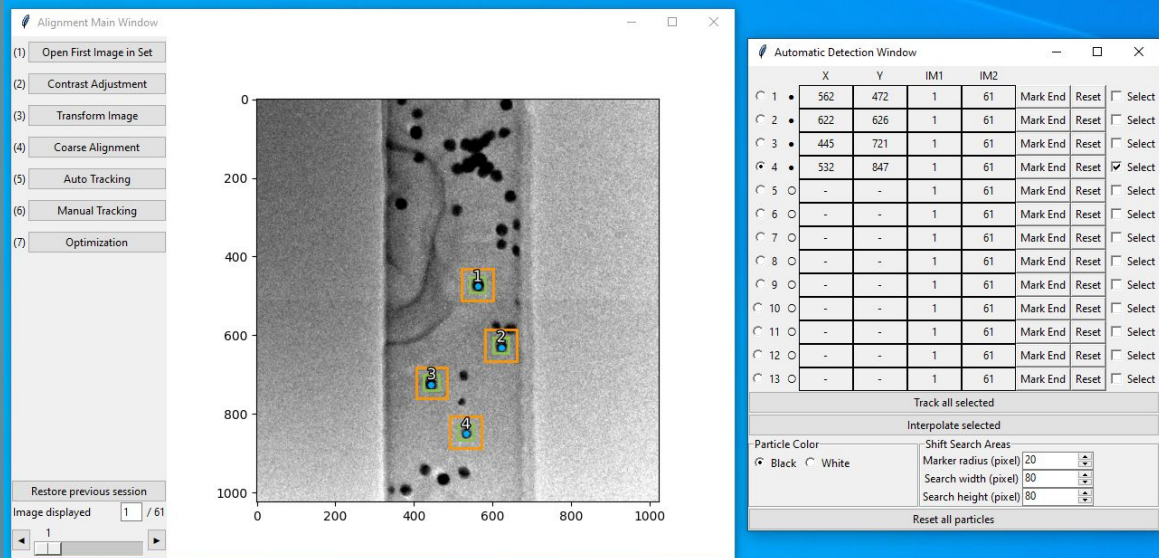 Alignment Main Window
(1) Open First Image in Set
(2) Contrast Adjustment
(3) Transform Image
(4) Coarse Alignment
(5) Auto Tracking
(6) Manual Tracking
(7) Optimization
Restore previous session
Image displayed 1 / 61
1
0
200
400
600
800
1000
0 200 400 600 800 1000
1
2
3
4
Automatic Detection Window
X Y IM1 IM2
1 562 472 1 61 Mark End Reset Select
2 622 626 1 61 Mark End Reset Select
3 445 721 1 61 Mark End Reset Select
4 532 847 1 61 Mark End Reset Select
5 - - 1 61 Mark End Reset Select
6 - - 1 61 Mark End Reset Select
7 - - 1 61 Mark End Reset Select
8 - - 1 61 Mark End Reset Select
9 - - 1 61 Mark End Reset Select
10 - - 1 61 Mark End Reset Select
11 - - 1 61 Mark End Reset Select
12 - - 1 61 Mark End Reset Select
13 - - 1 61 Mark End Reset Select
Track all selected
Interpolate selected
Particle Color
Black White
Shift Search Areas
Marker radius (pixel) 20
Search width (pixel) 80
Search height (pixel) 80
Reset all particles